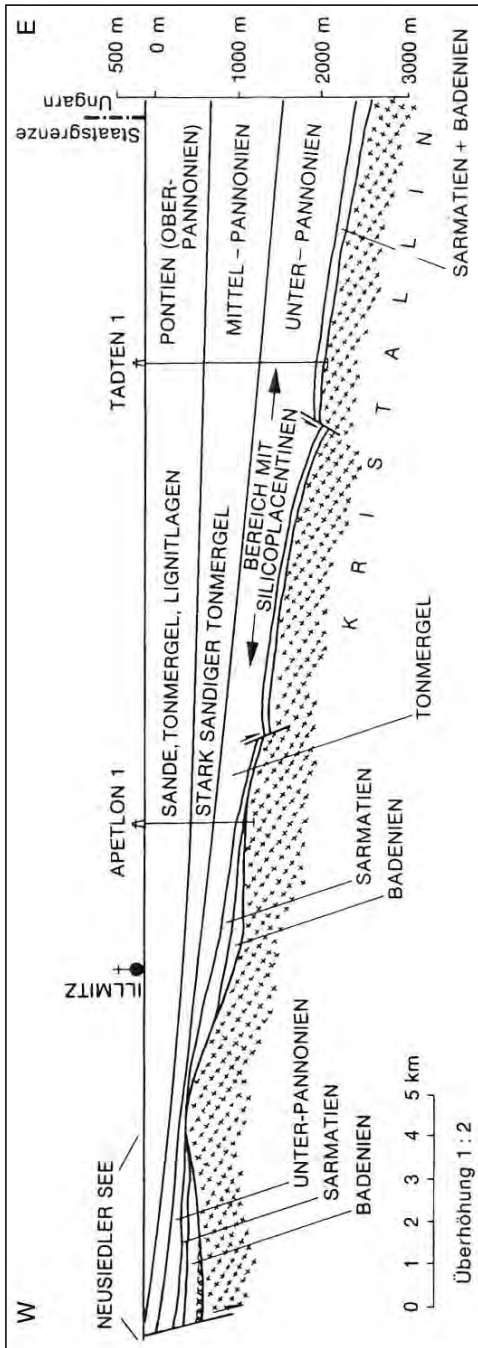 W
E
NEUSIEDLER SEE
ILLMITZ
APETLON 1
TADTEN 1
Staatsgrenze
Ungarn
500 m
0 m
1000 m
2000 m
3000 m
SANDE, TONMERGEL, LIGNITLAGEN
PONTIEN (OBER-
PANNONIEN)
STARK SANDIGER TONMERGEL
MITTEL-PANNONIEN
BEREICH MIT
SILICOPLACENTINEN
UNTER-PANNONIEN
KRISTALLIN
UNTER-PANNONIEN
SARMATIEN
BADENIEN
SARMATIEN
BADENIEN
TONMERGEL
SARMATIEN + BADENIEN
0 1 2 3 4 5 km
Überhöhung 1 : 2